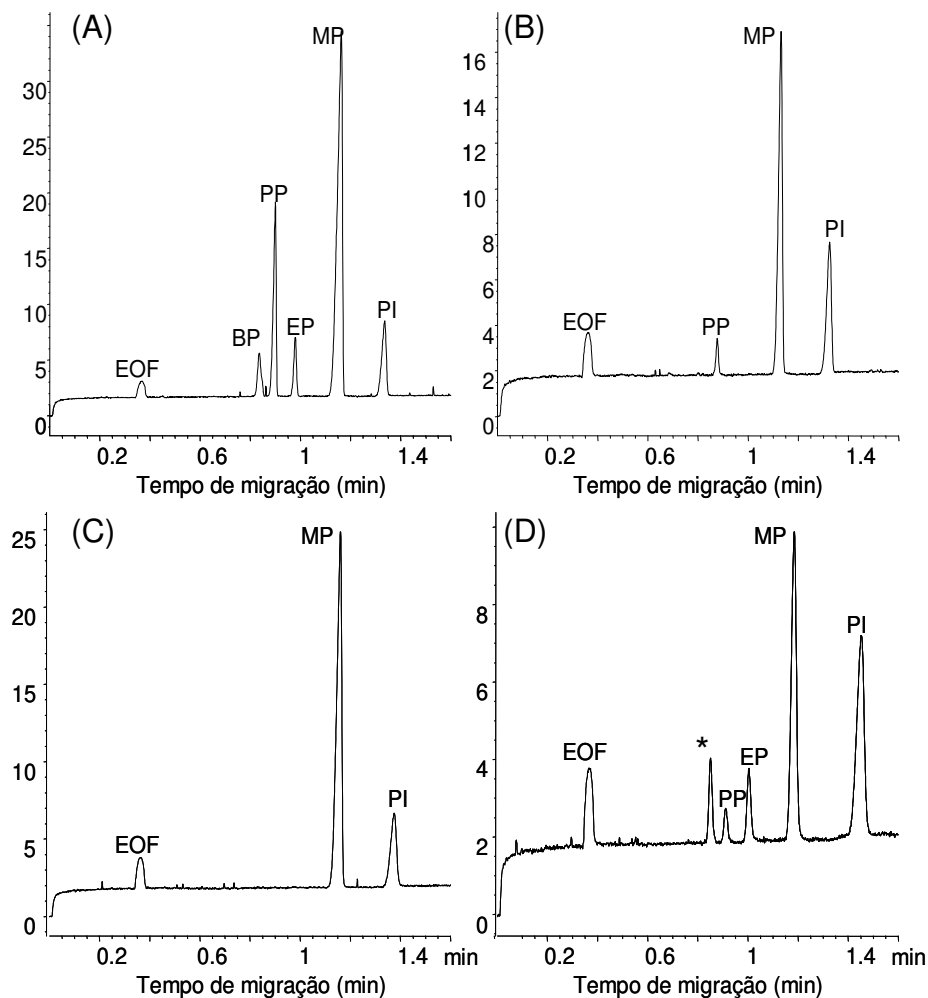 (A)
MP
30
25
PP
20
15
10
BP
EP
PI
EOF
5
0
0.2 0.6 1 1.4
Tempo de migração (min)
(B)
MP
16
14
12
10
8
PI
6
EOF
PP
4
2
0
0.2 0.6 1 1.4
Tempo de migração (min)
(C)
25
MP
20
15
10
PI
EOF
5
0
0.2 0.6 1 1.4
Tempo de migração (min)
(D)
MP
8
PI
6
*
EOF
EP
4
PP
2
0
0.2 0.6 1 1.4 min
Tempo de migração (min)